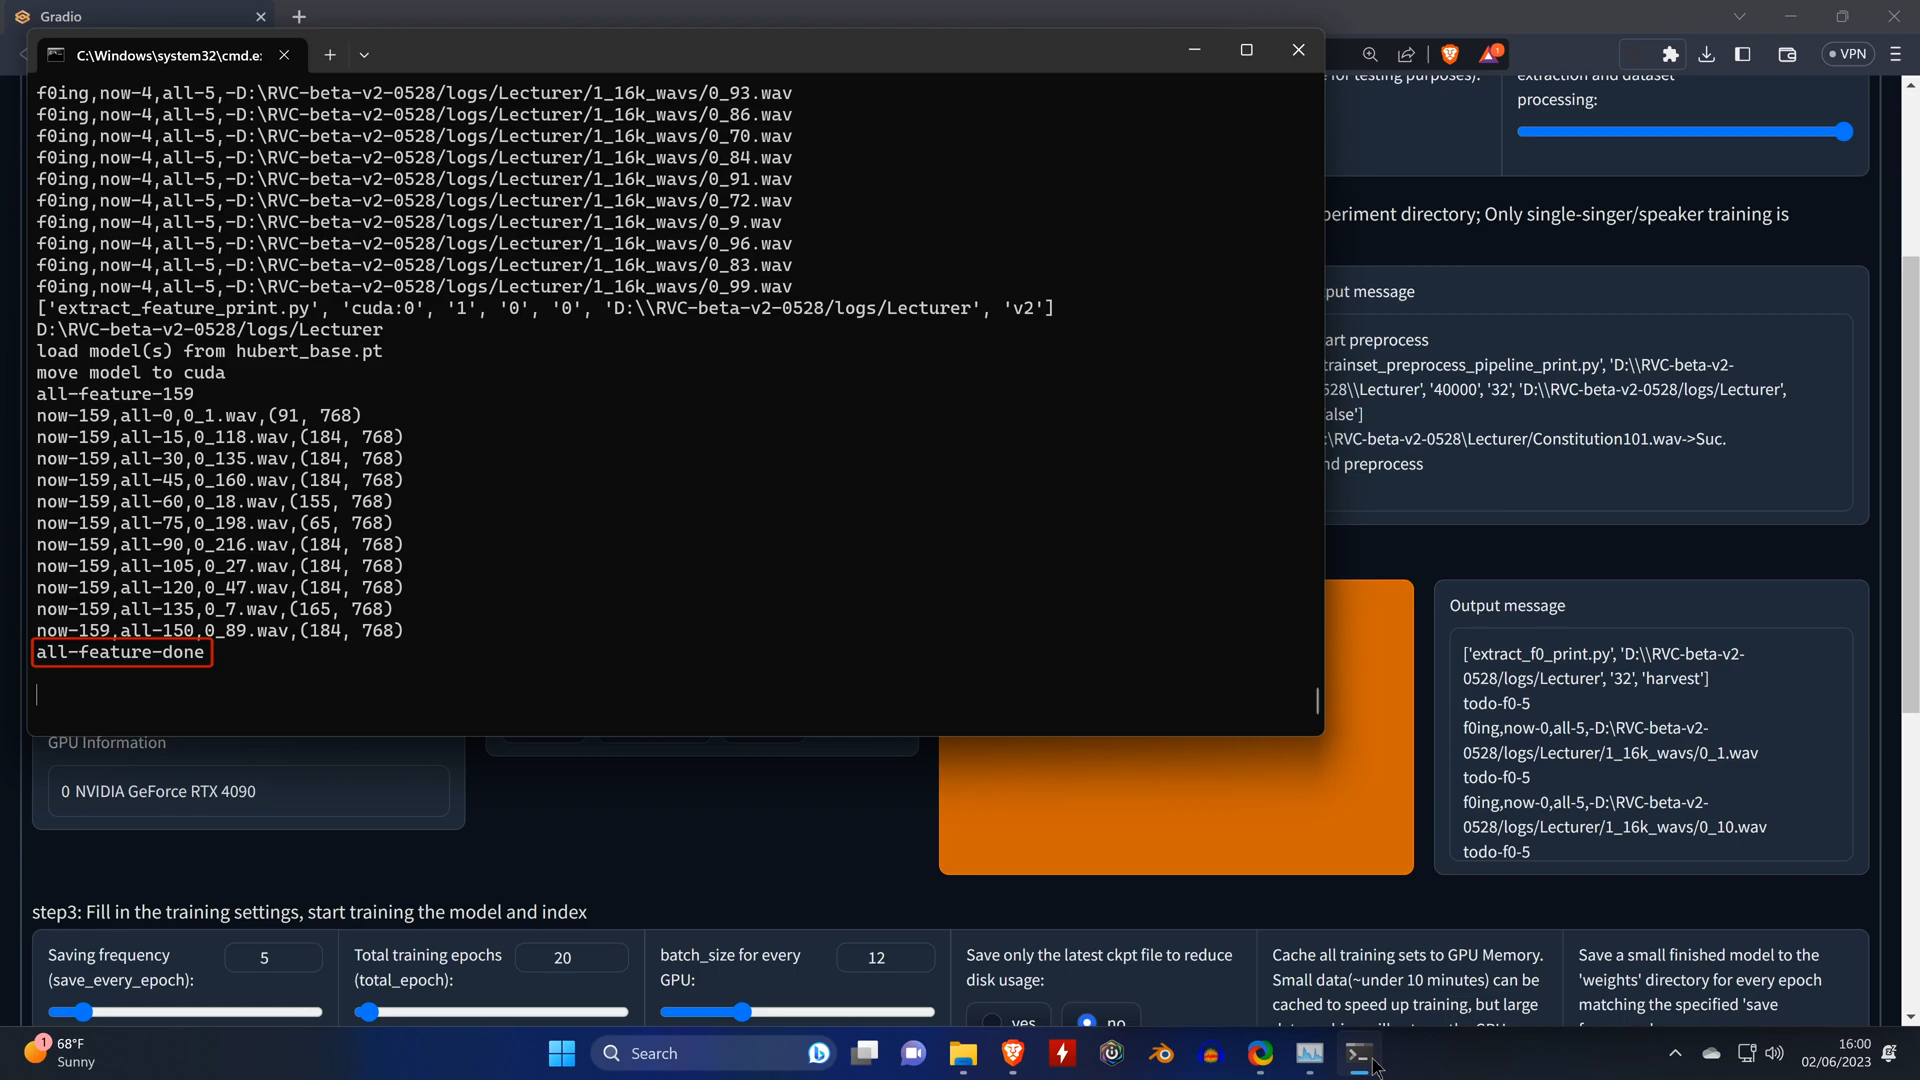 Gradio
C:\Windows\system32\cmd.e:
VPN
f0ing,now-4,all-5,-D:\RVC-beta-v2-0528/logs/Lecturer/1_16k_wavs/0_93.wav
f0ing,now-4,all-5,-D:\RVC-beta-v2-0528/logs/Lecturer/1_16k_wavs/0_86.wav
f0ing,now-4,all-5,-D:\RVC-beta-v2-0528/logs/Lecturer/1_16k_wavs/0_70.wav
f0ing,now-4,all-5,-D:\RVC-beta-v2-0528/logs/Lecturer/1_16k_wavs/0_84.wav
f0ing,now-4,all-5,-D:\RVC-beta-v2-0528/logs/Lecturer/1_16k_wavs/0_91.wav
f0ing,now-4,all-5,-D:\RVC-beta-v2-0528/logs/Lecturer/1_16k_wavs/0_72.wav
f0ing,now-4,all-5,-D:\RVC-beta-v2-0528/logs/Lecturer/1_16k_wavs/0_9.wav
f0ing,now-4,all-5,-D:\RVC-beta-v2-0528/logs/Lecturer/1_16k_wavs/0_96.wav
f0ing,now-4,all-5,-D:\RVC-beta-v2-0528/logs/Lecturer/1_16k_wavs/0_83.wav
f0ing,now-4,all-5,-D:\RVC-beta-v2-0528/logs/Lecturer/1_16k_wavs/0_99.wav
['extract_feature_print.py', 'cuda:0', '1', '0', '0', 'D:\\RVC-beta-v2-0528/logs/Lecturer', 'v2']
D:\RVC-beta-v2-0528/logs/Lecturer
load model(s) from hubert_base.pt
move model to cuda
all-feature-159
now-159,all-0,0_1.wav,(91, 768)
now-159,all-15,0_118.wav,(184, 768)
now-159,all-30,0_135.wav,(184, 768)
now-159,all-45,0_160.wav,(184, 768)
now-159,all-60,0_18.wav,(155, 768)
now-159,all-75,0_198.wav,(65, 768)
now-159,all-90,0_216.wav,(184, 768)
now-159,all-105,0_27.wav,(184, 768)
now-159,all-120,0_47.wav,(184, 768)
now-159,all-135,0_7.wav,(165, 768)
now-159,all-150,0_89.wav,(184, 768)
all-feature-done
for testing purposes).
extraction and dataset
processing:
periment directory; Only single-singer/speaker training is
put message
art preprocess
trainset_preprocess_pipeline_print.py', 'D:\\RVC-beta-v2-
528\\Lecturer', '40000', '32', 'D:\\RVC-beta-v2-0528/logs/Lecturer',
alse']
:\RVC-beta-v2-0528\Lecturer/Constitution101.wav->Suc.
nd preprocess
GPU Information
0 NVIDIA GeForce RTX 4090
Output message
['extract_f0_print.py', 'D:\\RVC-beta-v2-
0528/logs/Lecturer', '32', 'harvest']
todo-f0-5
f0ing,now-0,all-5,-D:\RVC-beta-v2-
0528/logs/Lecturer/1_16k_wavs/0_1.wav
todo-f0-5
f0ing,now-0,all-5,-D:\RVC-beta-v2-
0528/logs/Lecturer/1_16k_wavs/0_10.wav
todo-f0-5
step3: Fill in the training settings, start training the model and index
Saving frequency
(save_every_epoch):
5
Total training epochs
(total_epoch):
20
batch_size for every
GPU:
12
Save only the latest ckpt file to reduce
disk usage:
yes
no
Cache all training sets to GPU Memory.
Small data(~under 10 minutes) can be
cached to speed up training, but large
Save a small finished model to the
'weights' directory for every epoch
matching the specified 'save
1
68°F
Sunny
Search
16:00
02/06/2023